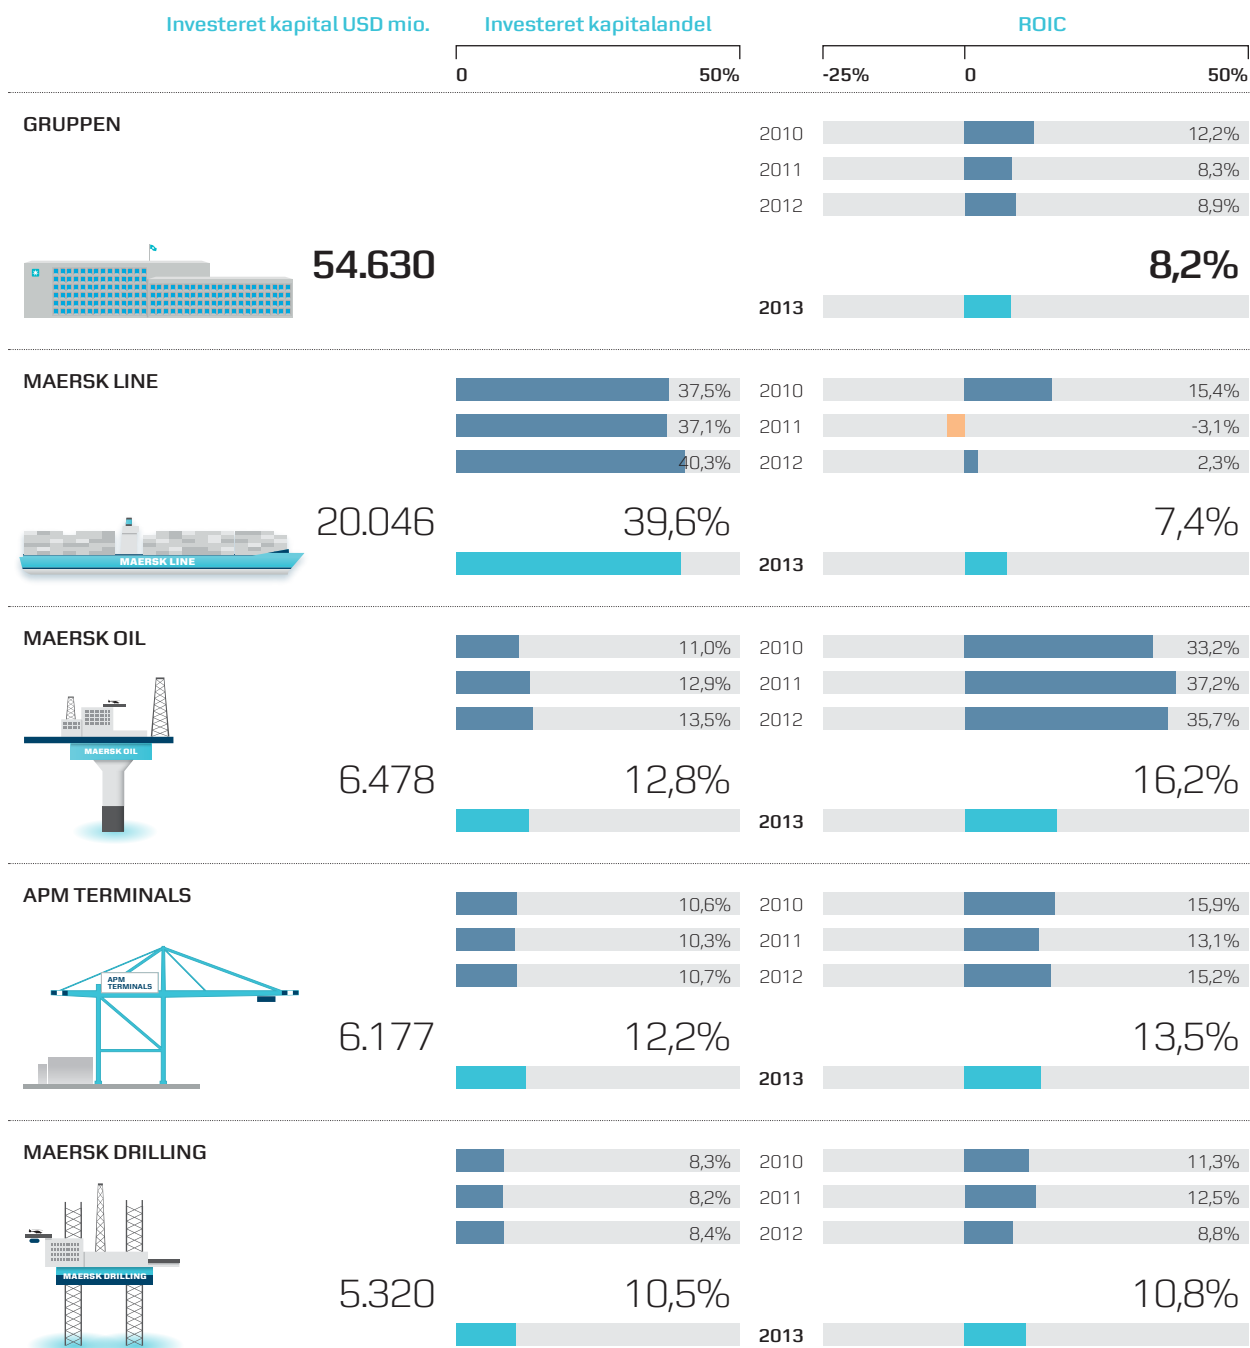 Investeret kapital USD mio. Investeret kapitalandel ROIC
0 50% -25% 0 50%
GRUPPEN
2010 12,2%
2011 8,3%
2012 8,9%
54.630 8,2%
2013
MAERSK LINE
37,5% 2010 15,4%
37,1% 2011 -3,1%
40,3% 2012 2,3%
20.046 39,6% 7,4%
MAERSK LINE
2013
MAERSK OIL
11,0% 2010 33,2%
12,9% 2011 37,2%
13,5% 2012 35,7%
MAERSK OIL
6.478 12,8% 16,2%
2013
APM TERMINALS
10,6% 2010 15,9%
10,3% 2011 13,1%
10,7% 2012 15,2%
APM
TERMINALS
6.177 12,2% 13,5%
2013
MAERSK DRILLING
8,3% 2010 11,3%
8,2% 2011 12,5%
8,4% 2012 8,8%
MAERSK DRILLING
5.320 10,5% 10,8%
2013